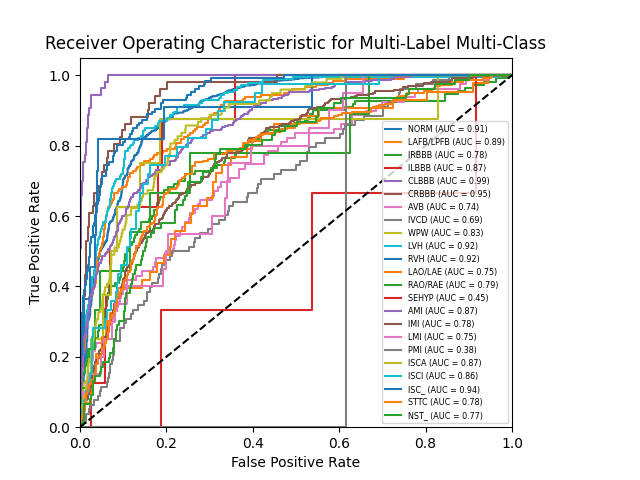 Receiver Operating Characteristic for Multi-Label Multi-Class
True Positive Rate
1.0
0.8
0.6
0.4
0.2
0.0
0.0 0.2 0.4 0.6 0.8 1.0
False Positive Rate
NORM (AUC = 0.91)
LAFB/LPFB (AUC = 0.89)
IRBBB (AUC = 0.78)
ILBBB (AUC = 0.87)
CLBBB (AUC = 0.99)
CRBBB (AUC = 0.95)
AVB (AUC = 0.74)
IVCD (AUC = 0.69)
WPW (AUC = 0.83)
LVH (AUC = 0.92)
RVH (AUC = 0.92)
LAO/LAE (AUC = 0.75)
RAO/RAE (AUC = 0.79)
SEHYP (AUC = 0.45)
AMI (AUC = 0.87)
IMI (AUC = 0.78)
LMI (AUC = 0.75)
PMI (AUC = 0.38)
ISCA (AUC = 0.87)
ISCI (AUC = 0.86)
ISC_ (AUC = 0.94)
STTC (AUC = 0.78)
NST_ (AUC = 0.77)